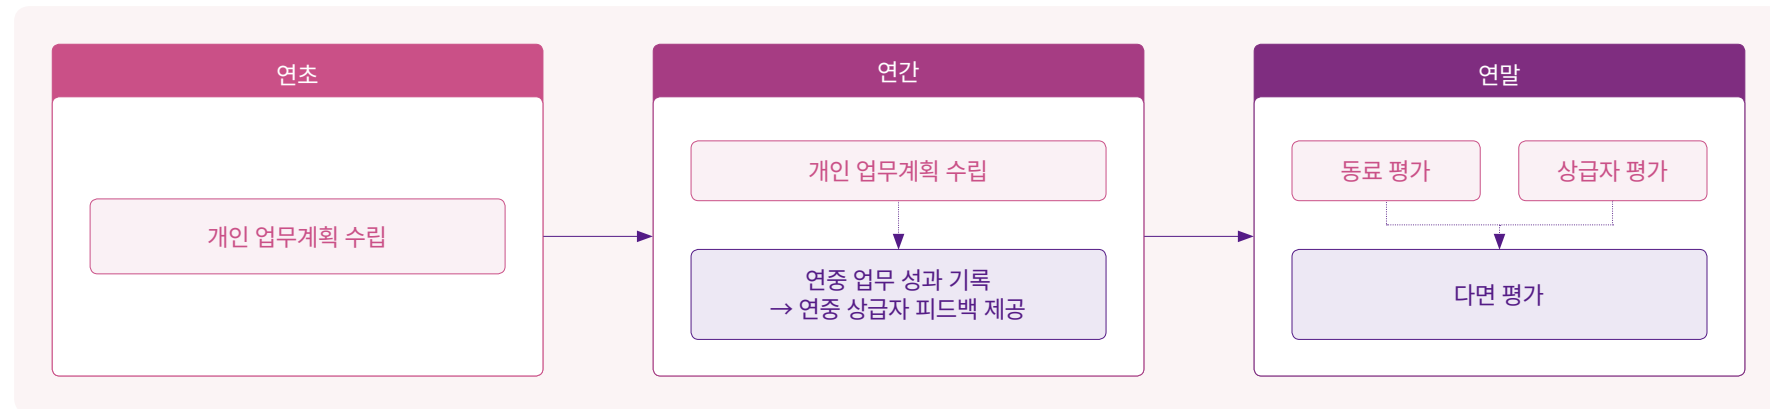 연초
개인 업무계획 수립
연간
개인 업무계획 수립
연중 업무 성과 기록
→ 연중 상급자 피드백 제공
연말
동료 평가
상급자 평가
다면 평가